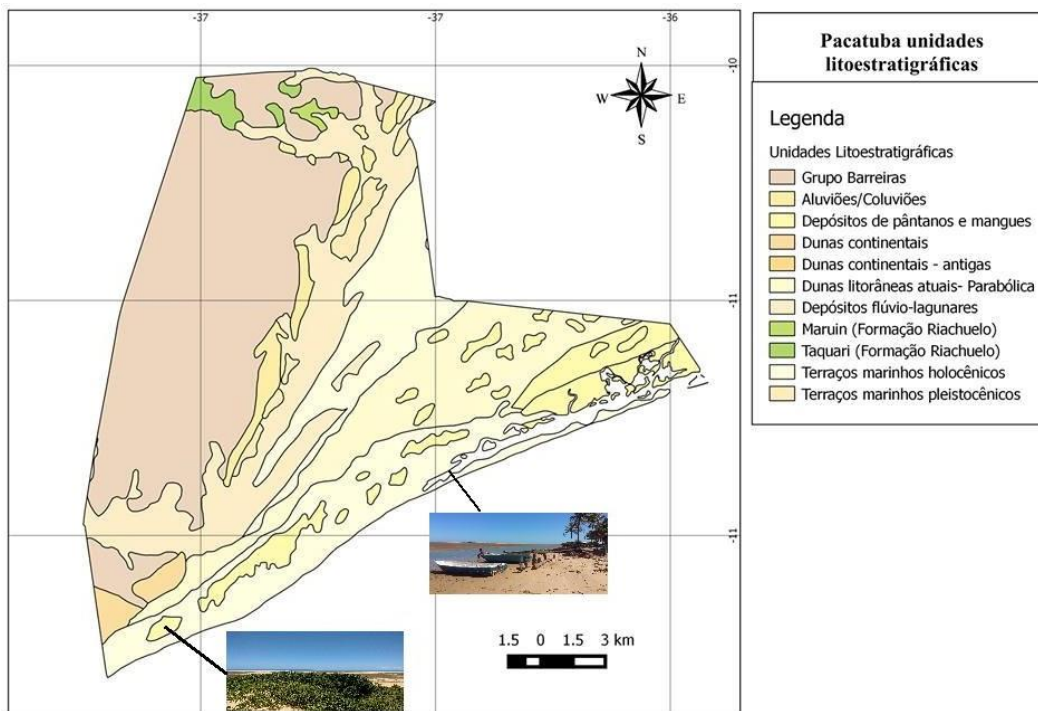 -37
-37
-36
-10
-11
-11
N
W
E
S
1.5 0 1.5 3 km
Pacatuba unidades
litoestratigráficas
Legenda
Unidades Litoestratigráficas
Grupo Barreiras
Aluviões/Coluviões
Depósitos de pântanos e mangues
Dunas continentais
Dunas continentais - antigas
Dunas litorâneas atuais- Parabólica
Depósitos flúvio-lagunares
Maruin (Formação Riachuelo)
Taquari (Formação Riachuelo)
Terraços marinhos holocênicos
Terraços marinhos pleistocênicos